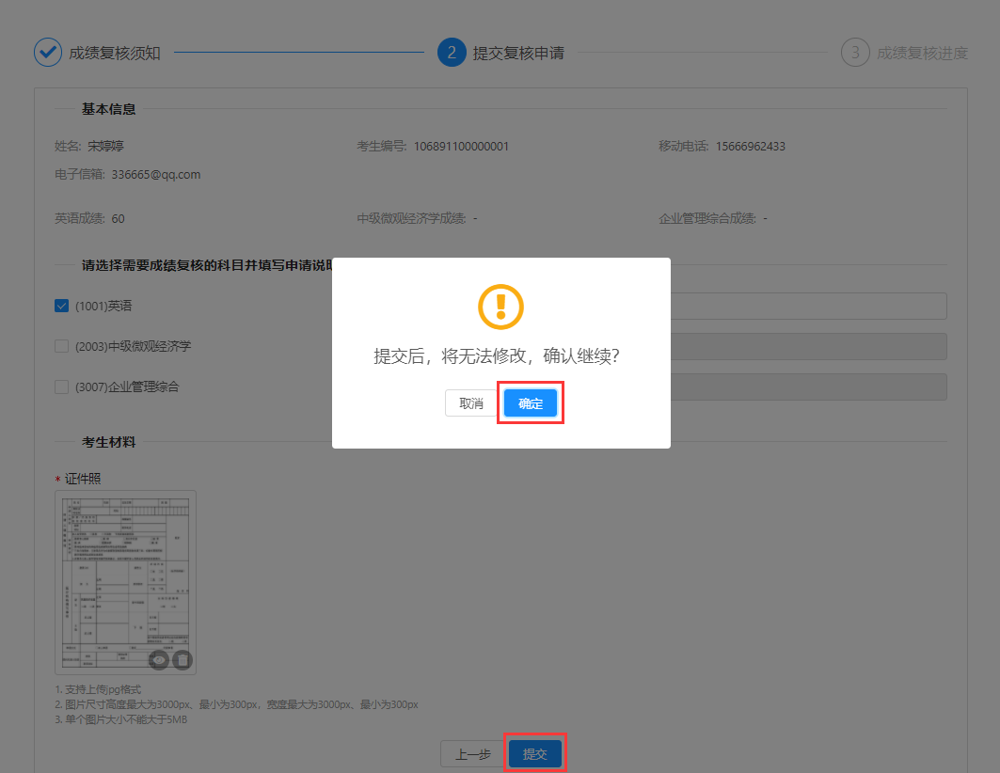 成绩复核须知 2 提交复核申请 3 成绩复核进度
基本信息
姓名: 宋婷婷 考生编号: 106891100000001 移动电话: 15666962433
电子信箱: 336665@qq.com
英语成绩: 60 中级微观经济学成绩: - 企业管理综合成绩: -
请选择需要成绩复核的科目并填写申请说
(1001)英语
(2003)中级微观经济学
(3007)企业管理综合
提交后，将无法修改，确认继续？
取消 确定
考生材料
* 证件照
1. 支持上传jpg格式
2. 图片尺寸高度最大为3000px、最小为300px，宽度最大为3000px、最小为300px
3. 单个图片大小不能大于5MB
上一步 提交